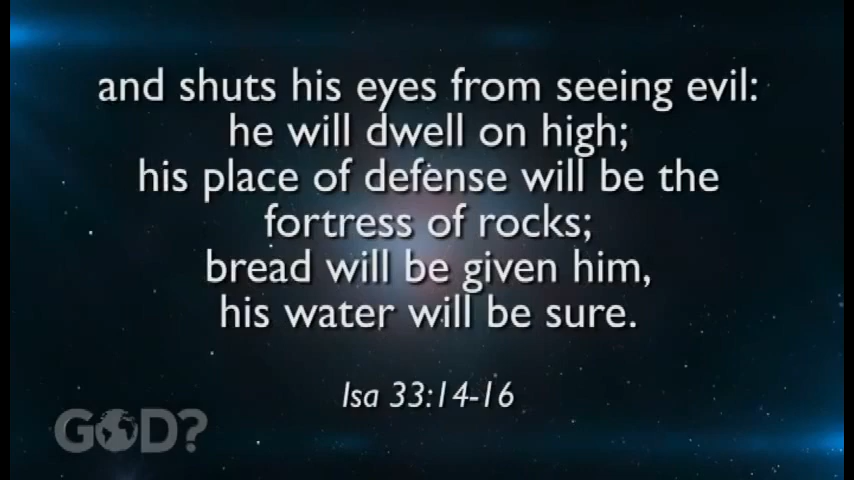 and shuts his eyes from seeing evil:
he will dwell on high;
his place of defense will be the
fortress of rocks;
bread will be given him,
his water will be sure.
Isa 33:14-16
GOD?